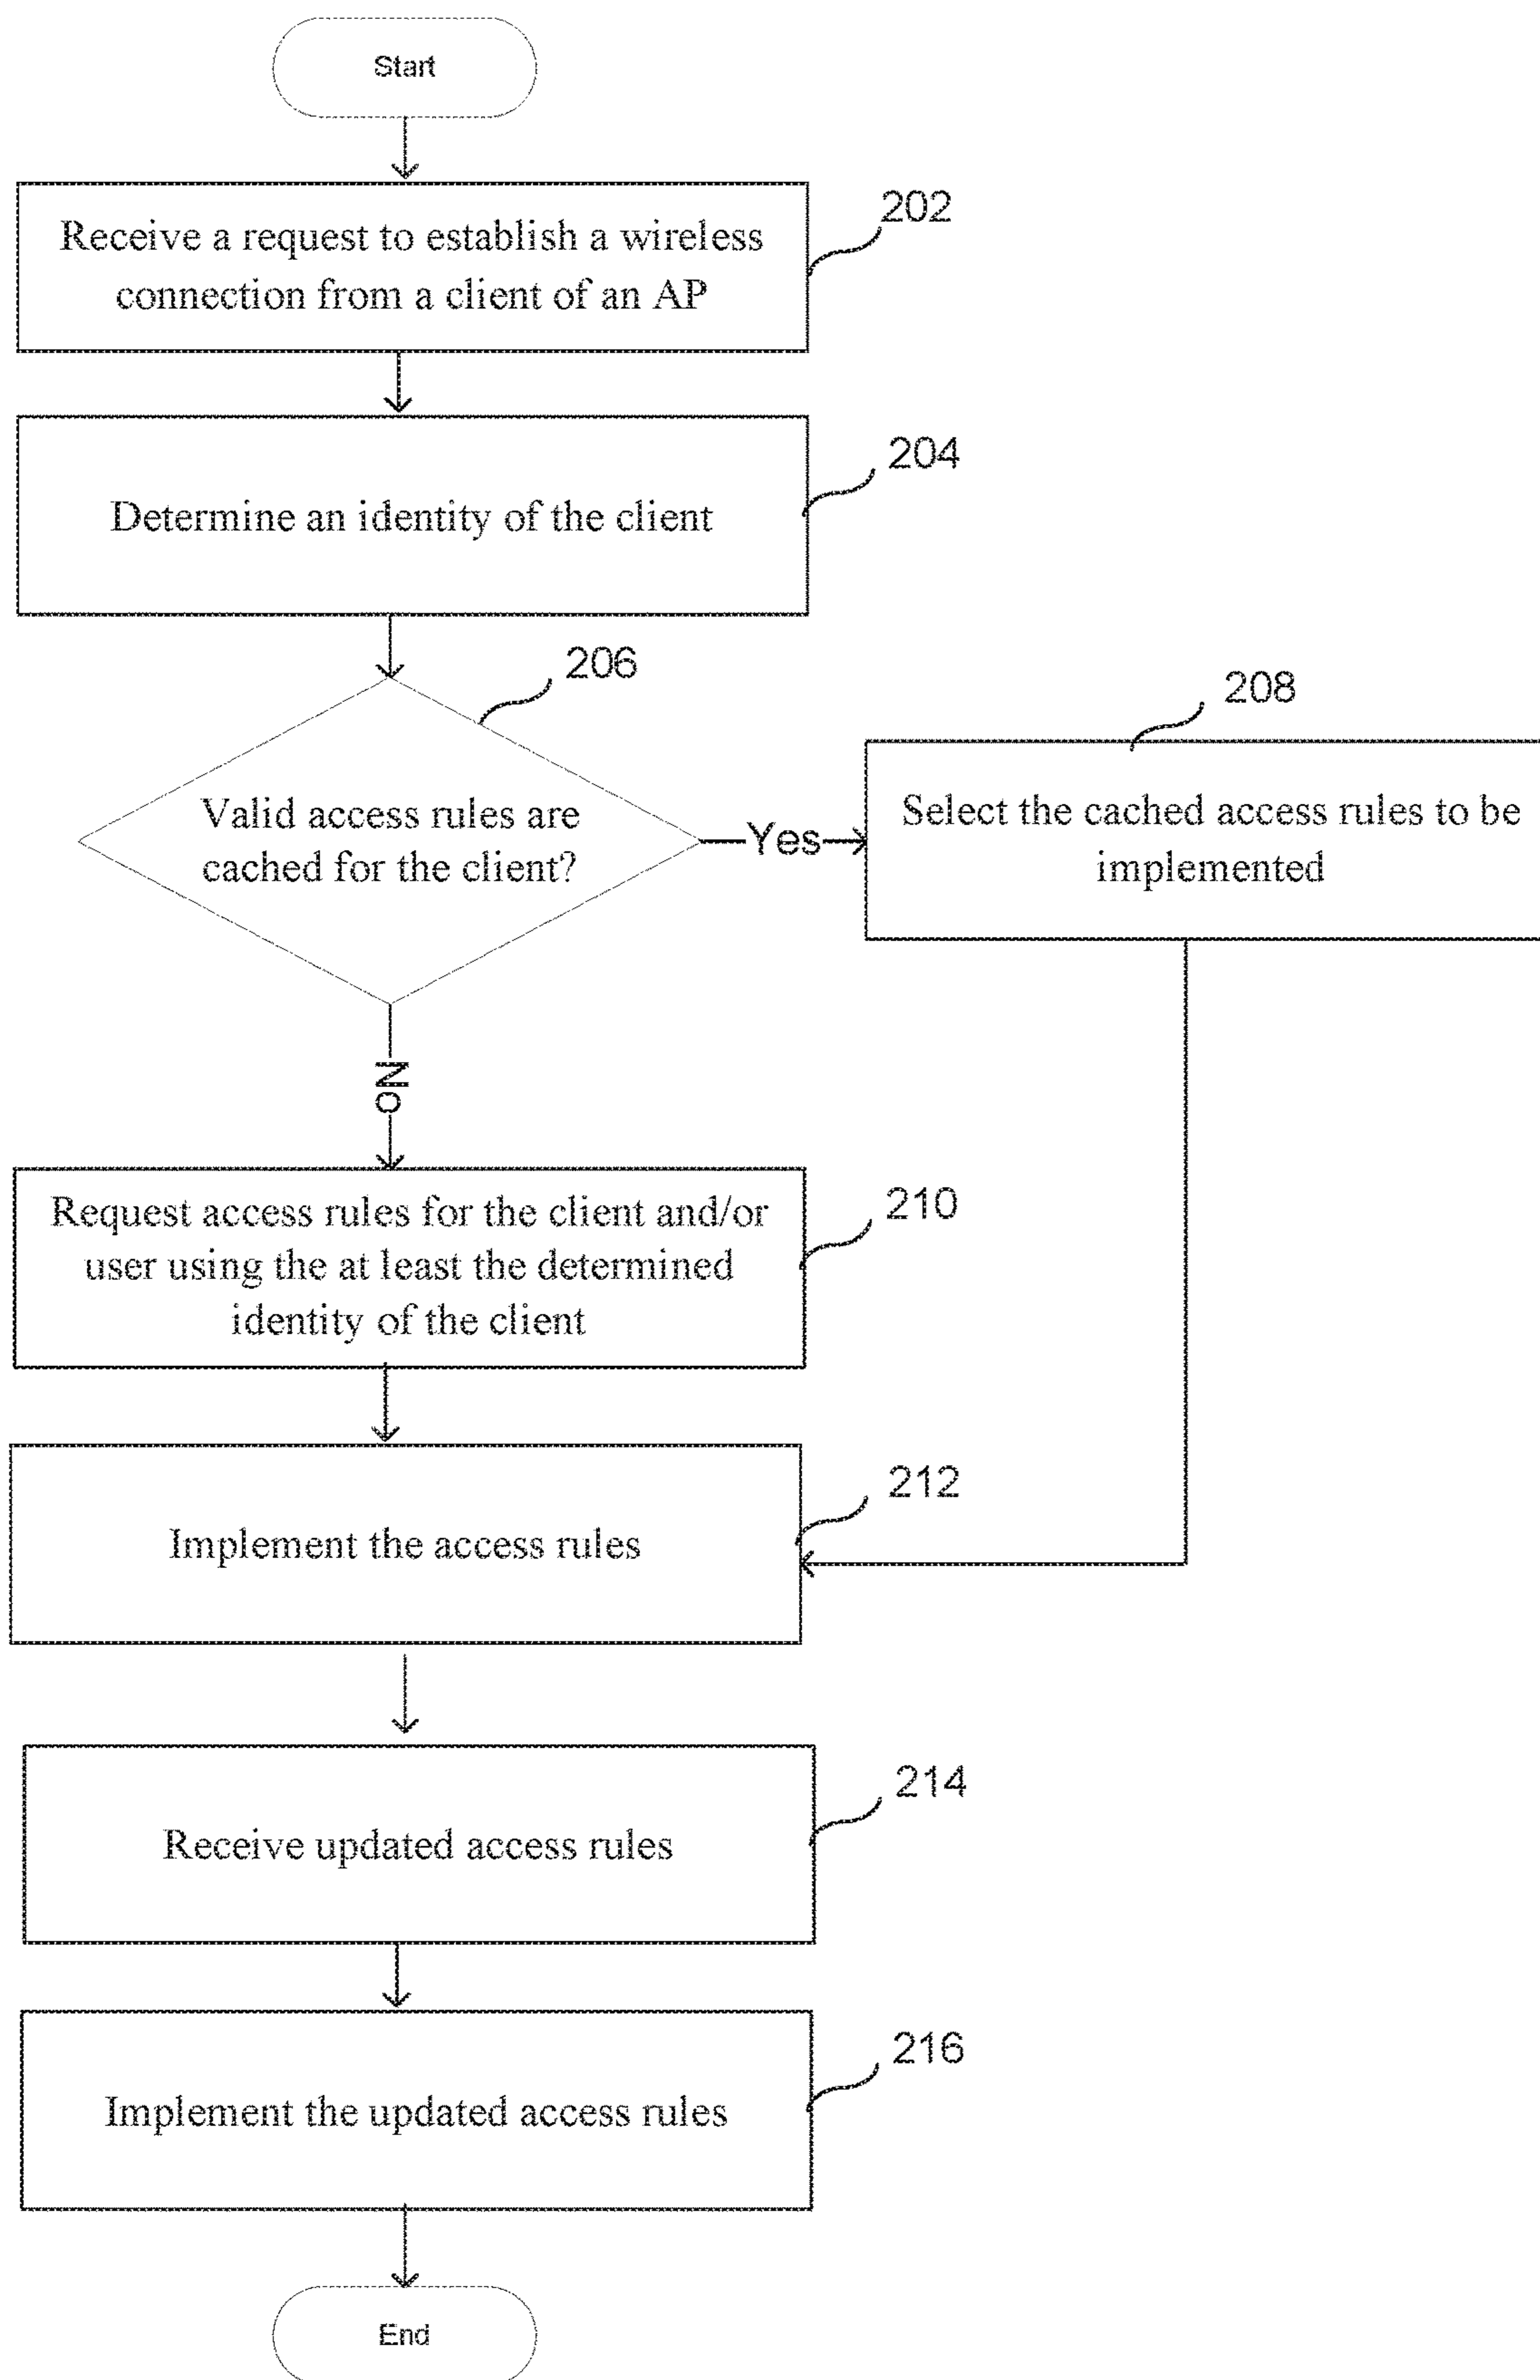 Start
202
Receive a request to establish a wireless
connection from a client of an AP
204
Determine an identity of the client
206
208
Valid access rules are
cached for the client?
Yes
Select the cached access rules to be
implemented
No
210
Request access rules for the client and/or
user using the at least the determined
identity of the client
212
Implement the access rules
214
Receive updated access rules
216
Implement the updated access rules
End